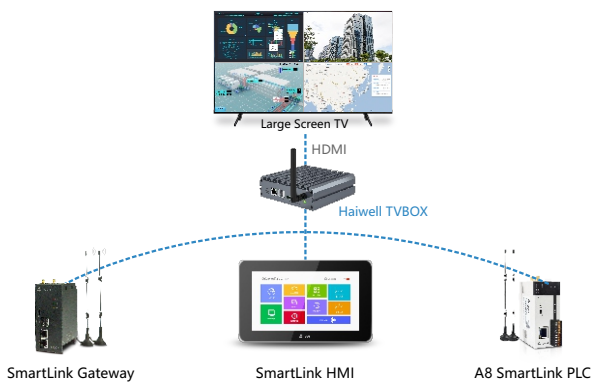 Large Screen TV
HDMI
Haiwell TVBOX
SmartLink Gateway
SmartLink HMI
A8 SmartLink PLC